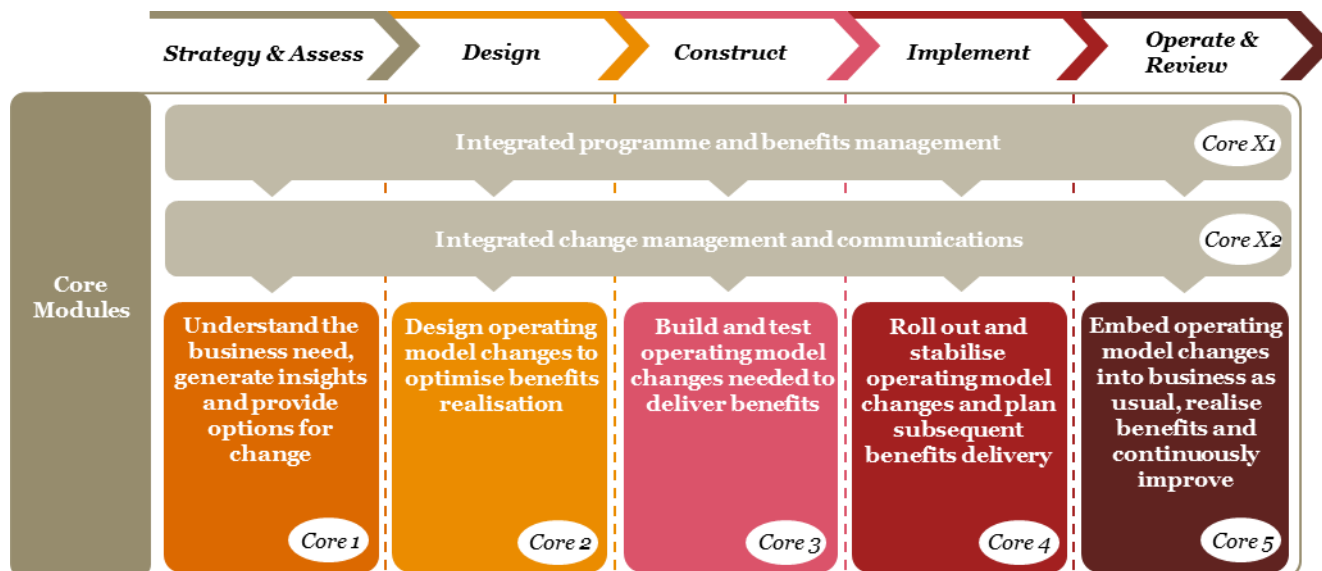 Strategy & Assess
Design
Construct
Implement
Operate &
Review
Integrated programme and benefits management
Core X1
Integrated change management and communications
Core X2
Core
Modules
Understand the
business need,
generate insights
and provide
options for
change
Core 1
Design operating
model changes to
optimise benefits
realisation
Core 2
Build and test
operating model
changes needed to
deliver benefits
Core 3
Roll out and
stabilise
operating model
changes and plan
subsequent
benefits delivery
Core 4
Embed operating
model changes
into business as
usual, realise
benefits and
continuously
improve
Core 5